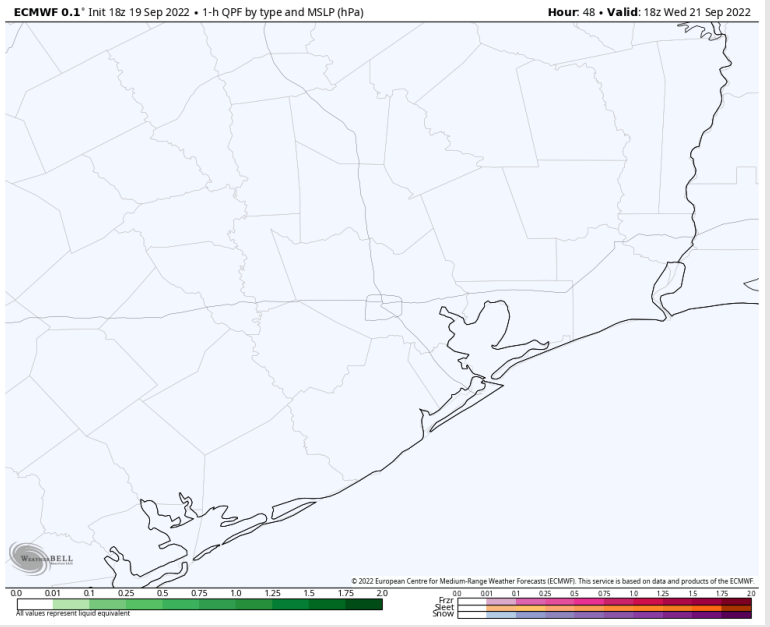 ECMWF 0.1° Init 18z 19 Sep 2022 • 1-h QPF by type and MSLP (hPa) Hour: 48 • Valid: 18z Wed 21 Sep 2022
WEATHERBELL
© 2022 European Centre for Medium-Range Weather Forecasts (ECMWF). This service is based on data and products of the ECMWF.
0.0 0.01 0.1 0.25 0.5 0.75 1.0 1.25 1.5 1.75 2.0 0.0 0.01 0.1 0.25 0.5 0.75 1.0 1.25 1.5 1.75 2.0
Frzr
Sleet
Snow
All values represent liquid equivalent